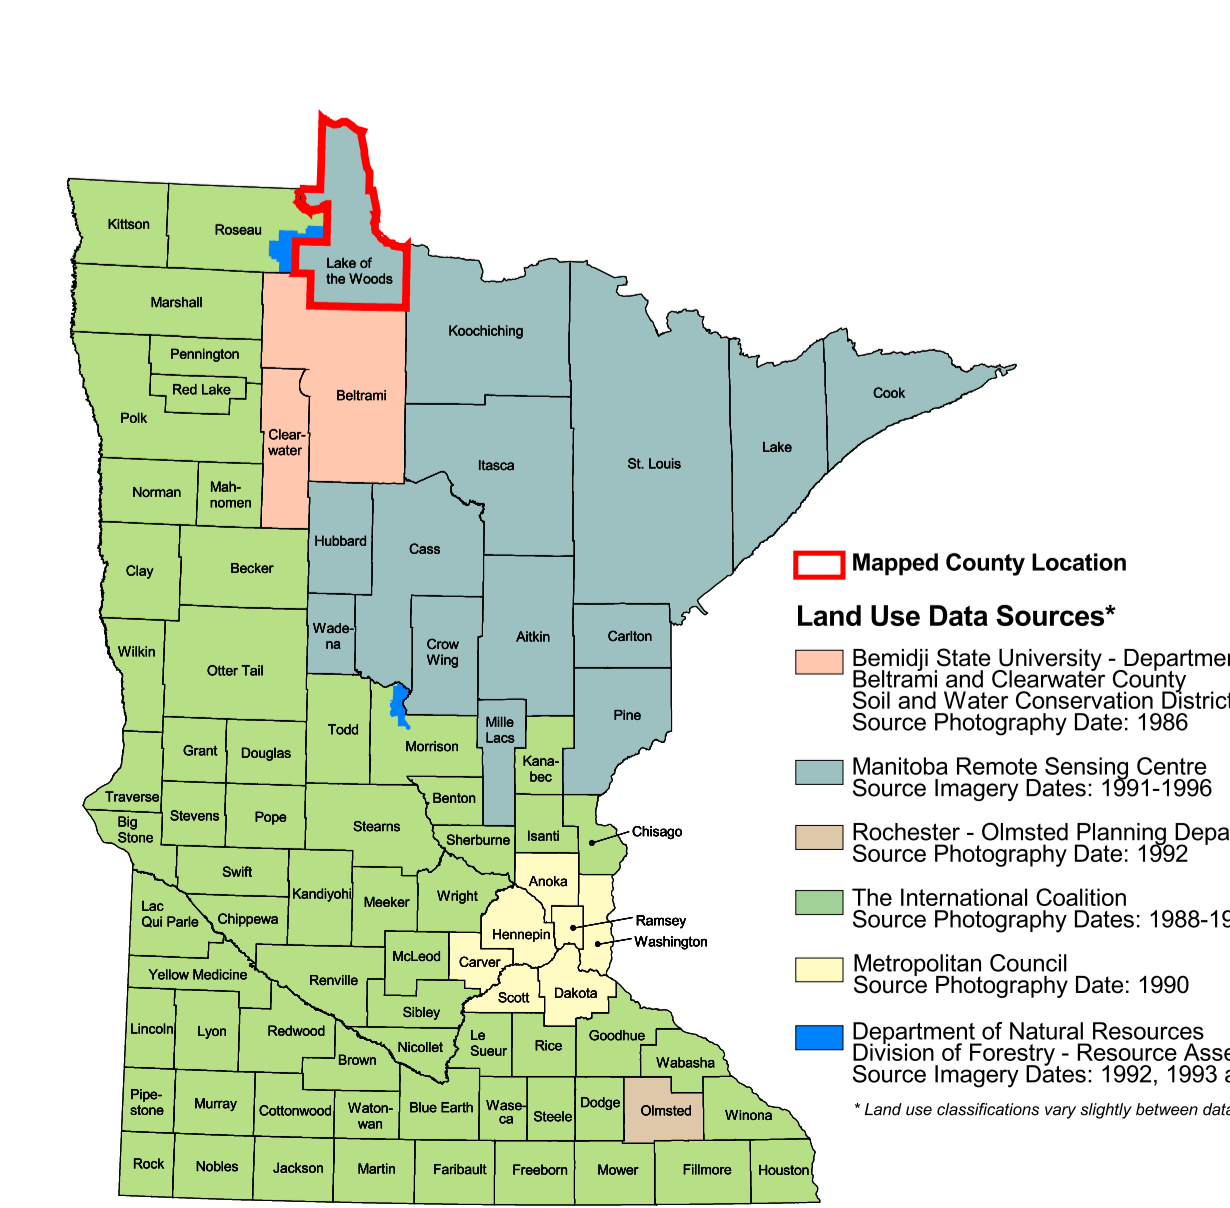 Kittson
Roseau
Lake of
the Woods
Marshall
Koochiching
Pennington
Red Lake
Beltrami
Cook
Polk
Clear-
water
Lake
Itasca
St. Louis
Norman
Mah-
nomen
Hubbard
Cass
Clay
Becker
Wade-
na
Crow
Wing
Aitkin
Carlton
Wilkin
Otter Tail
Pine
Todd
Mille
Lacs
Morrison
Grant
Douglas
Kana-
bec
Traverse
Benton
Big
Stone
Stevens
Pope
Stearns
Sherburne
Isanti
Chisago
Swift
Kandiyohi
Meeker
Wright
Anoka
Lac
Qui Parle
Chippewa
Hennepin
Ramsey
Washington
McLeod
Carver
Yellow Medicine
Renville
Scott
Dakota
Sibley
Lincoln
Lyon
Redwood
Nicollet
Le
Sueur
Rice
Goodhue
Brown
Wabasha
Pipe-
stone
Murray
Cottonwood
Waton-
wan
Blue Earth
Wase-
ca
Steele
Dodge
Olmsted
Winona
Rock
Nobles
Jackson
Martin
Faribault
Freeborn
Mower
Fillmore
Houston
Mapped County Location
Land Use Data Sources*
Bemidji State University - Departme
Beltrami and Clearwater County
Soil and Water Conservation District
Source Photography Date: 1986
Manitoba Remote Sensing Centre
Source Imagery Dates: 1991-1996
Rochester - Olmsted Planning Depa
Source Photography Date: 1992
The International Coalition
Source Photography Dates: 1988-19
Metropolitan Council
Source Photography Date: 1990
Department of Natural Resources
Division of Forestry - Resource Asse
Source Imagery Dates: 1992, 1993 a
* Land use classifications vary slightly between data